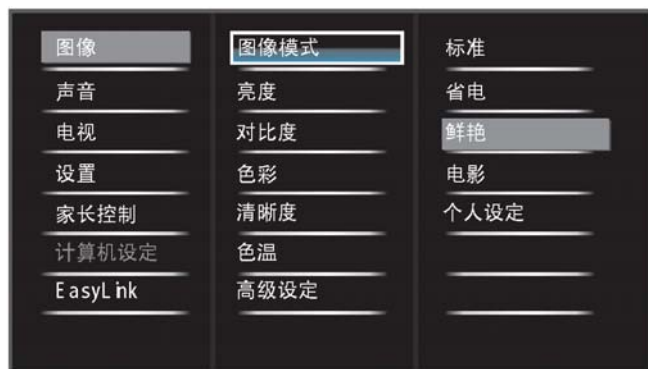 图像
声音
电视
设置
家长控制
计算机设定
EasyLink
图像模式
亮度
对比度
色彩
清晰度
色温
高级设定
标准
省电
鲜艳
电影
个人设定